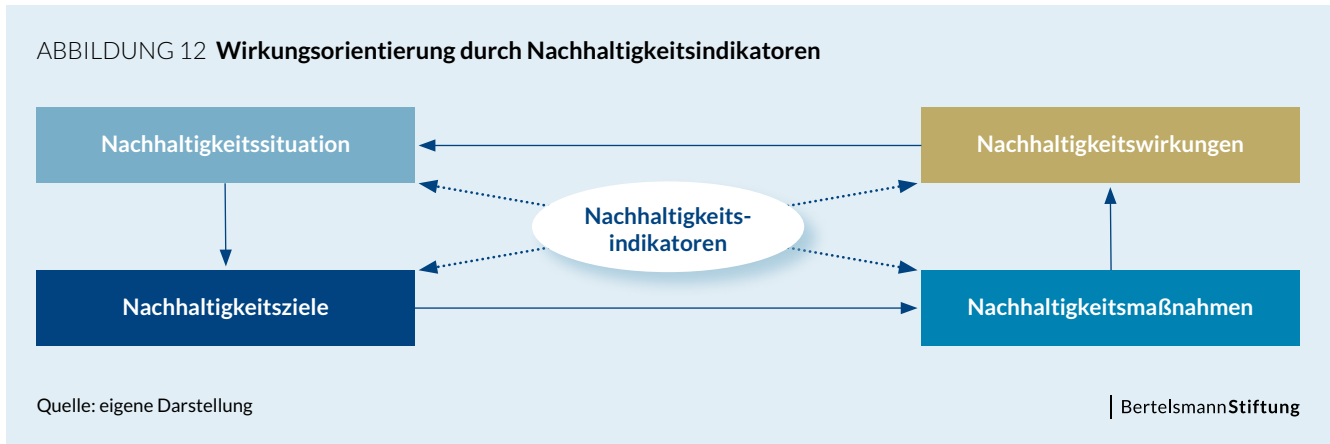 ABBILDUNG 12 Wirkungsorientierung durch Nachhaltigkeitsindikatoren
Nachhaltigkeitssituation
Nachhaltigkeitswirkungen
Nachhaltigkeits-
indikatoren
Nachhaltigkeitsziele
Nachhaltigkeitsmaßnahmen
Quelle: eigene Darstellung
BertelsmannStiftung